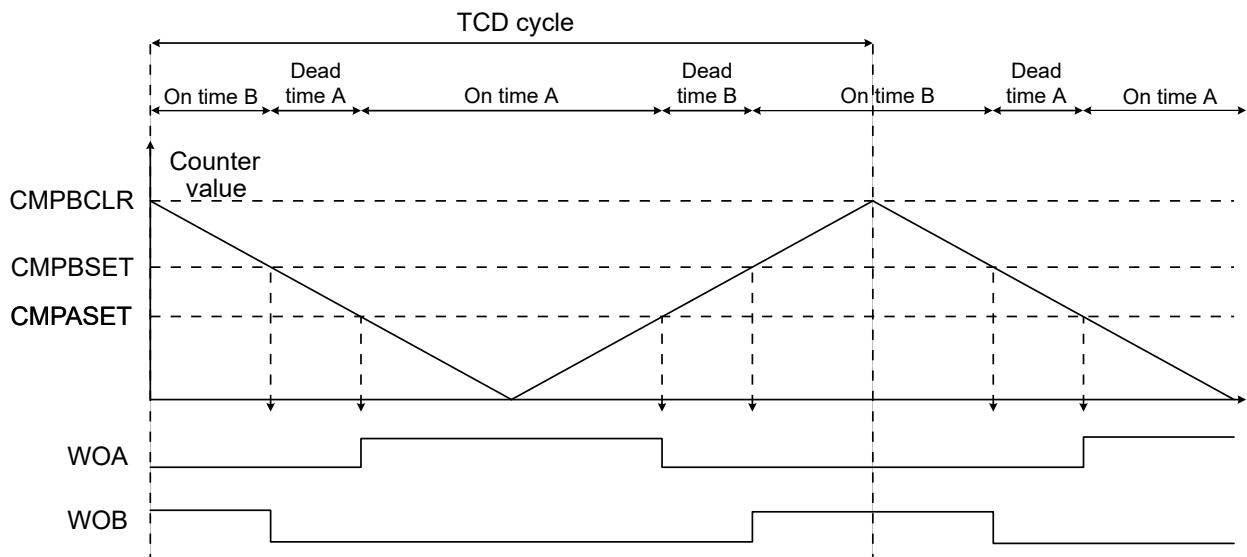 TCD cycle
On time B
Dead
time A
On time A
Dead
time B
On time B
Dead
time A
On time A
Counter
value
CMPBCLR
CMPBSET
CMPASET
WOA
WOB